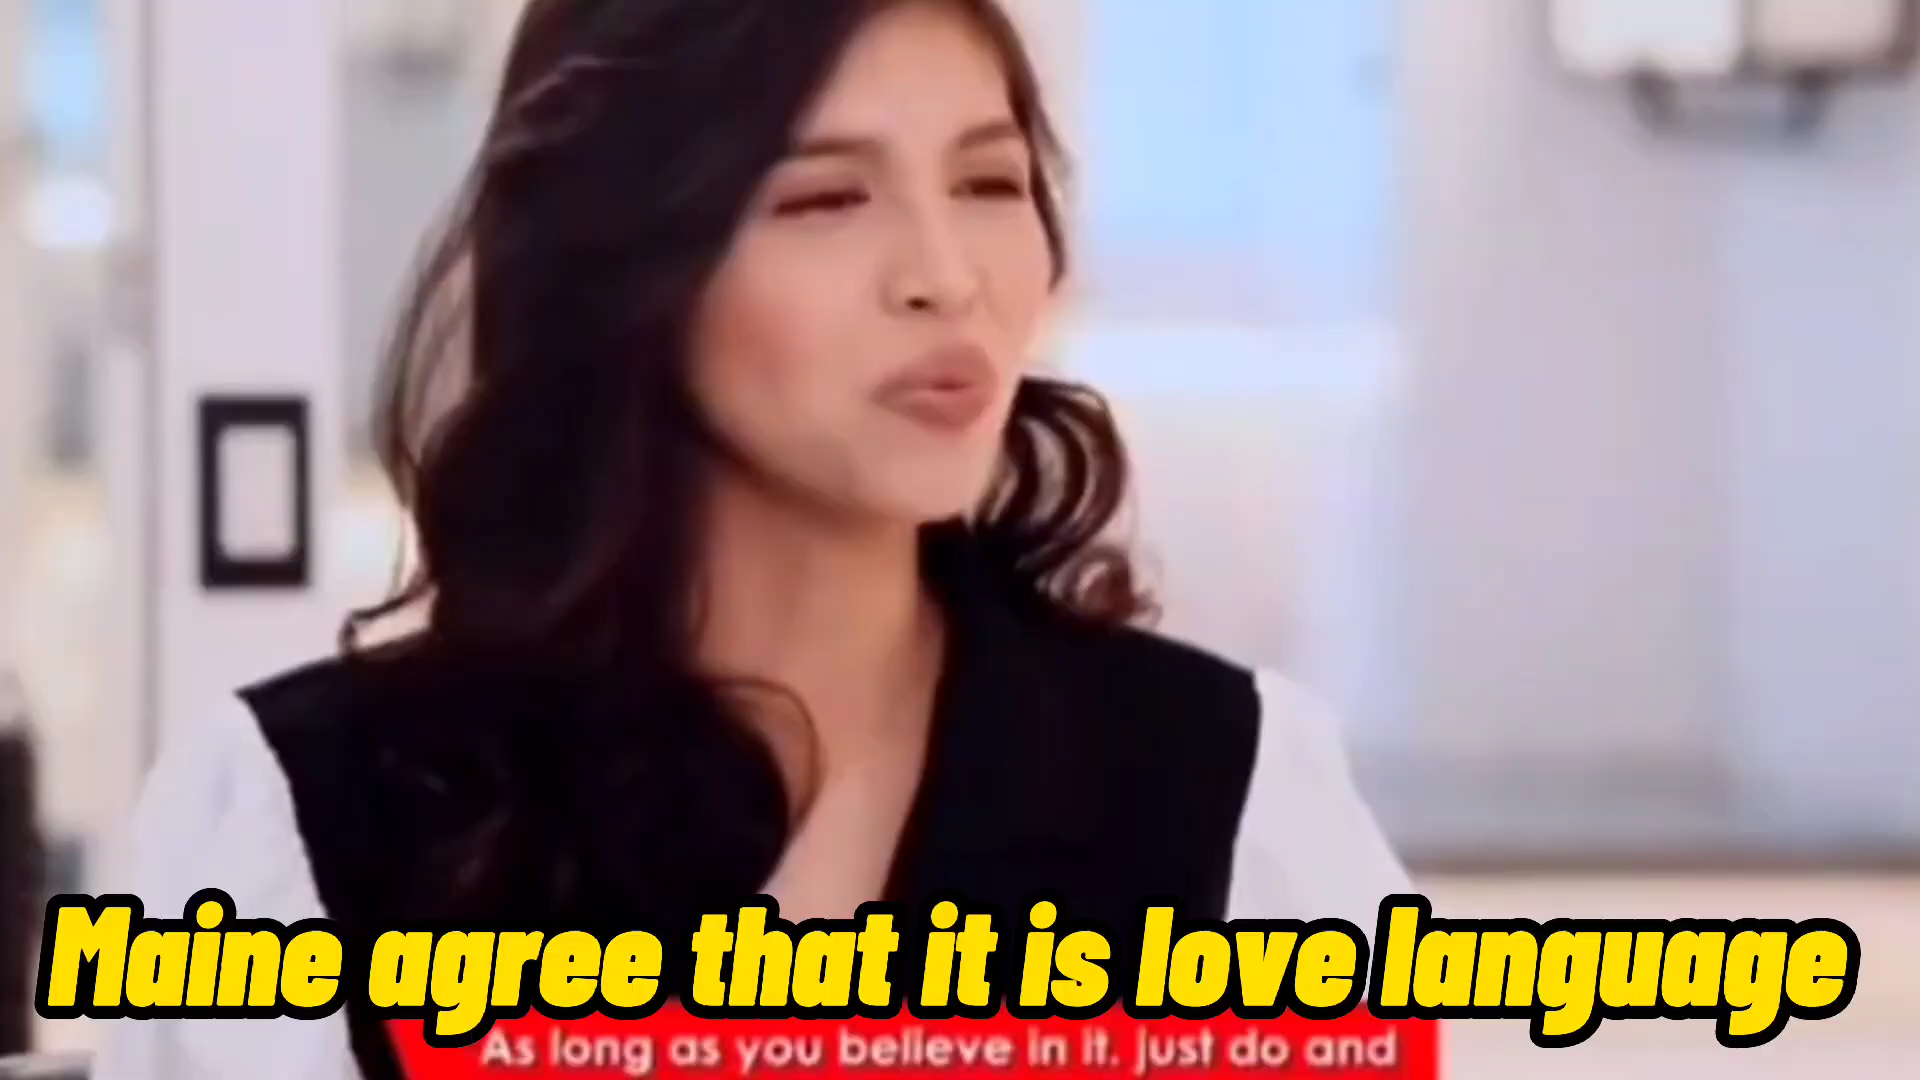 Maine agree that it is love language
As long as you believe in it. just do and